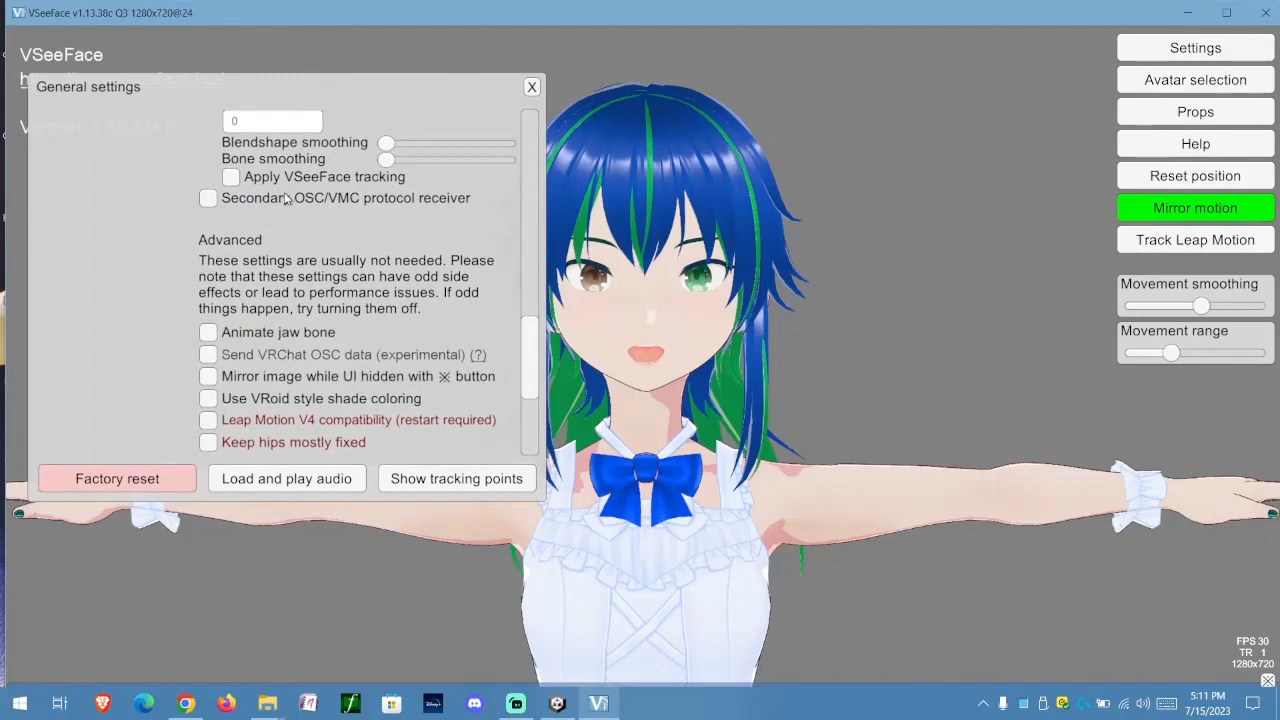 VSeeFace v1.13.38c Q3 1280x720@24
VSeeFace
General settings
X
0
Blendshape smoothing
Bone smoothing
Apply VSeeFace tracking
Secondary OSC/VMC protocol receiver
Advanced
These settings are usually not needed. Please
note that these settings can have odd side
effects or lead to performance issues. If odd
things happen, try turning them off.
Animate jaw bone
Send VRChat OSC data (experimental) (?)
Mirror image while UI hidden with ※ button
Use VRoid style shade coloring
Leap Motion V4 compatibility (restart required)
Keep hips mostly fixed
Factory reset
Load and play audio
Show tracking points
Settings
Avatar selection
Props
Help
Reset position
Mirror motion
Track Leap Motion
Movement smoothing
Movement range
FPS 30
TR 1
1280x720
5:11 PM
7/15/2023